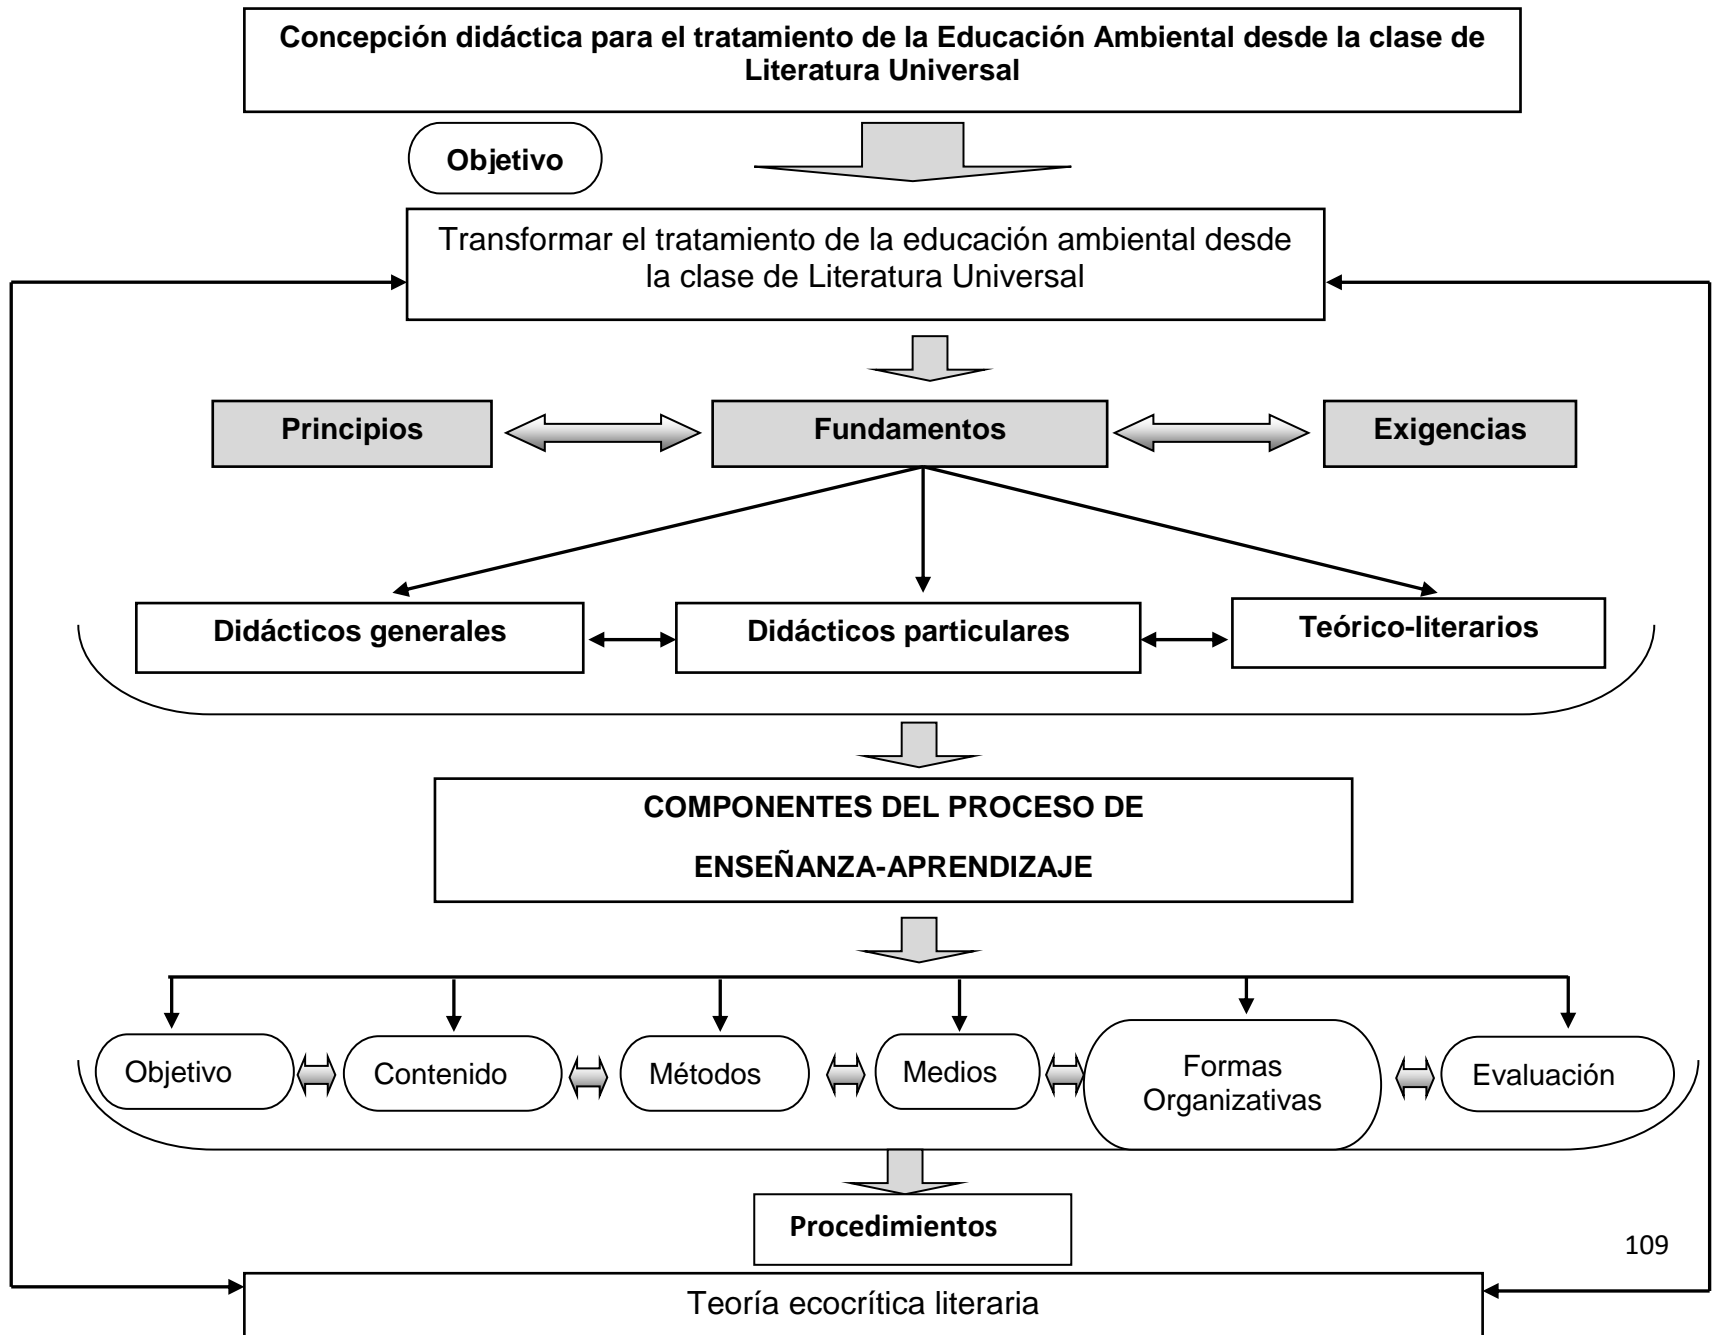 Concepción didáctica para el tratamiento de la Educación Ambiental desde la clase de
Literatura Universal
Objetivo
Transformar el tratamiento de la educación ambiental desde
la clase de Literatura Universal
Principios
Fundamentos
Exigencias
Didácticos generales
Didácticos particulares
Teórico-literarios
COMPONENTES DEL PROCESO DE
ENSEÑANZA-APRENDIZAJE
Objetivo
Contenido
Métodos
Medios
Formas
Organizativas
Evaluación
Procedimientos
109
Teoría ecocrítica literaria